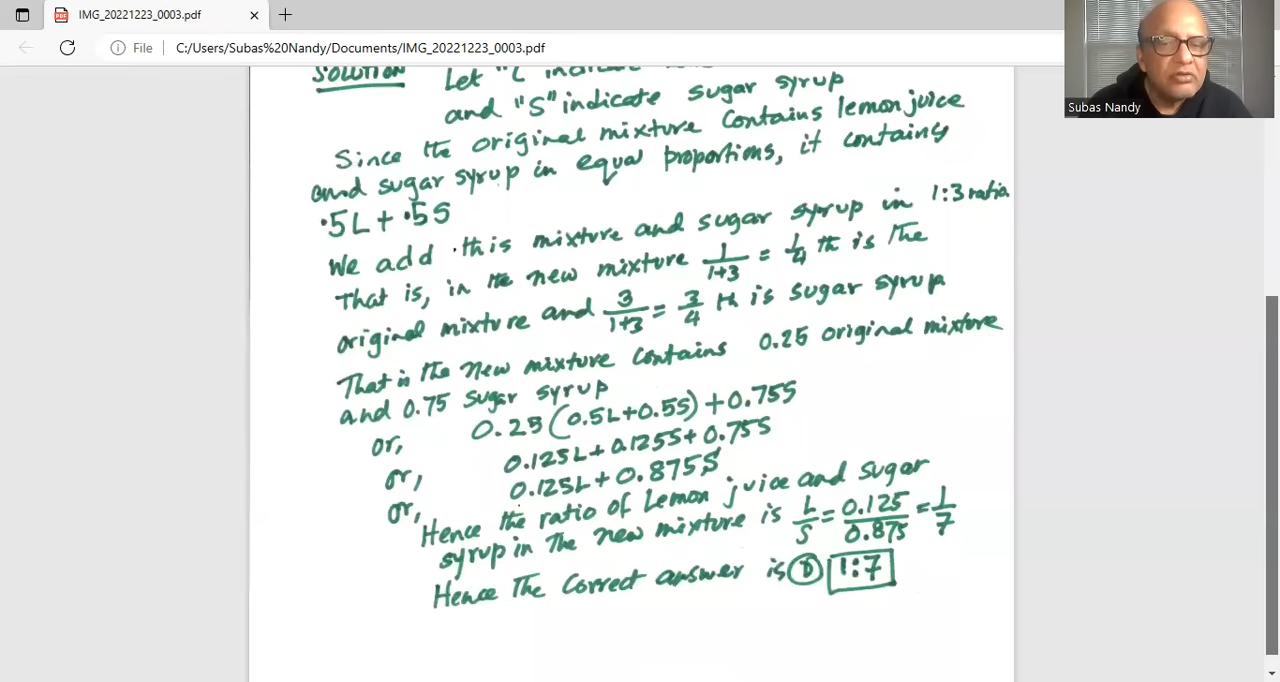 IMG_20221223_0003.pdf
File C:/Users/Subas%20Nandy/Documents/IMG_20221223_0003.pdf
Subas Nandy
SOLUTION Let "L" indicate
and "S" indicate sugar syrup
Since the original mixture contains lemon juice
and sugar syrup in equal proportions, it contains
.5L + .5S
We add this mixture and sugar syrup in 1:3 ratio
That is, in the new mixture 1/(1+3) = 1/4 th is the
original mixture and 3/(1+3) = 3/4 th is sugar syrup
That is the new mixture contains 0.25 original mixture
and 0.75 sugar syrup
or, 0.25(0.5L+0.5S)+0.75S
or, 0.125L+0.125S+0.75S
or, 0.125L+0.875S
Hence the ratio of Lemon juice and sugar
syrup in the new mixture is L/S = 0.125/0.875 = 1/7
Hence The Correct answer is D 1:7